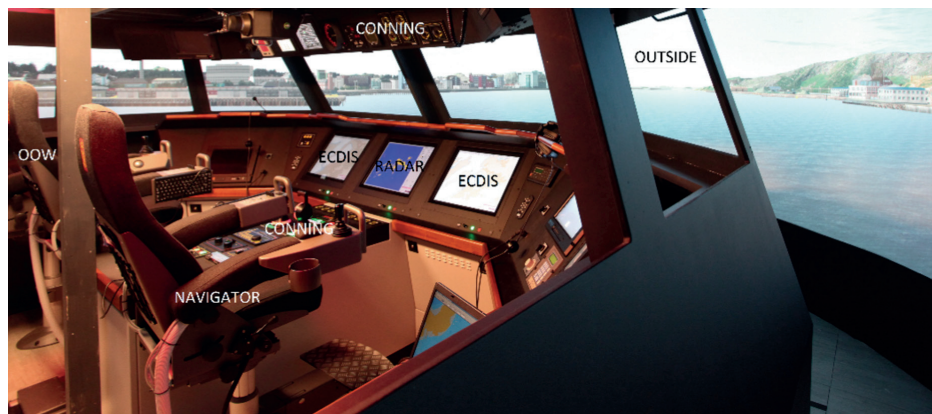 CONNING
OUTSIDE
OOW
ECDIS
RADAR
ECDIS
CONNING
NAVIGATOR